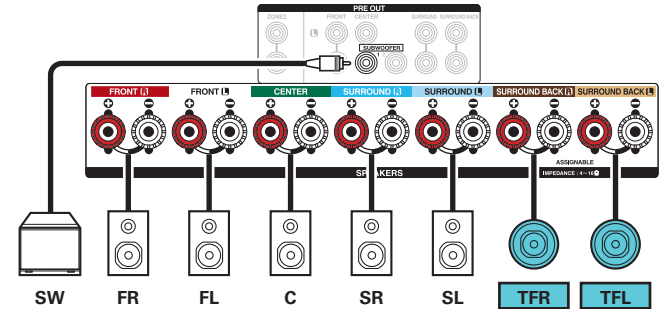 PRE OUT
ZONE2 FRONT CENTER SURROUND SURROUND BACK
L
SUBWOOFER
1
FRONT R FRONT L CENTER SURROUND R SURROUND L SURROUND BACK R SURROUND BACK L
+ − + − + − + − + − + − + −
ASSIGNABLE
SPEAKERS IMPEDANCE : 4~16Ω
SW FR FL C SR SL TFR TFL